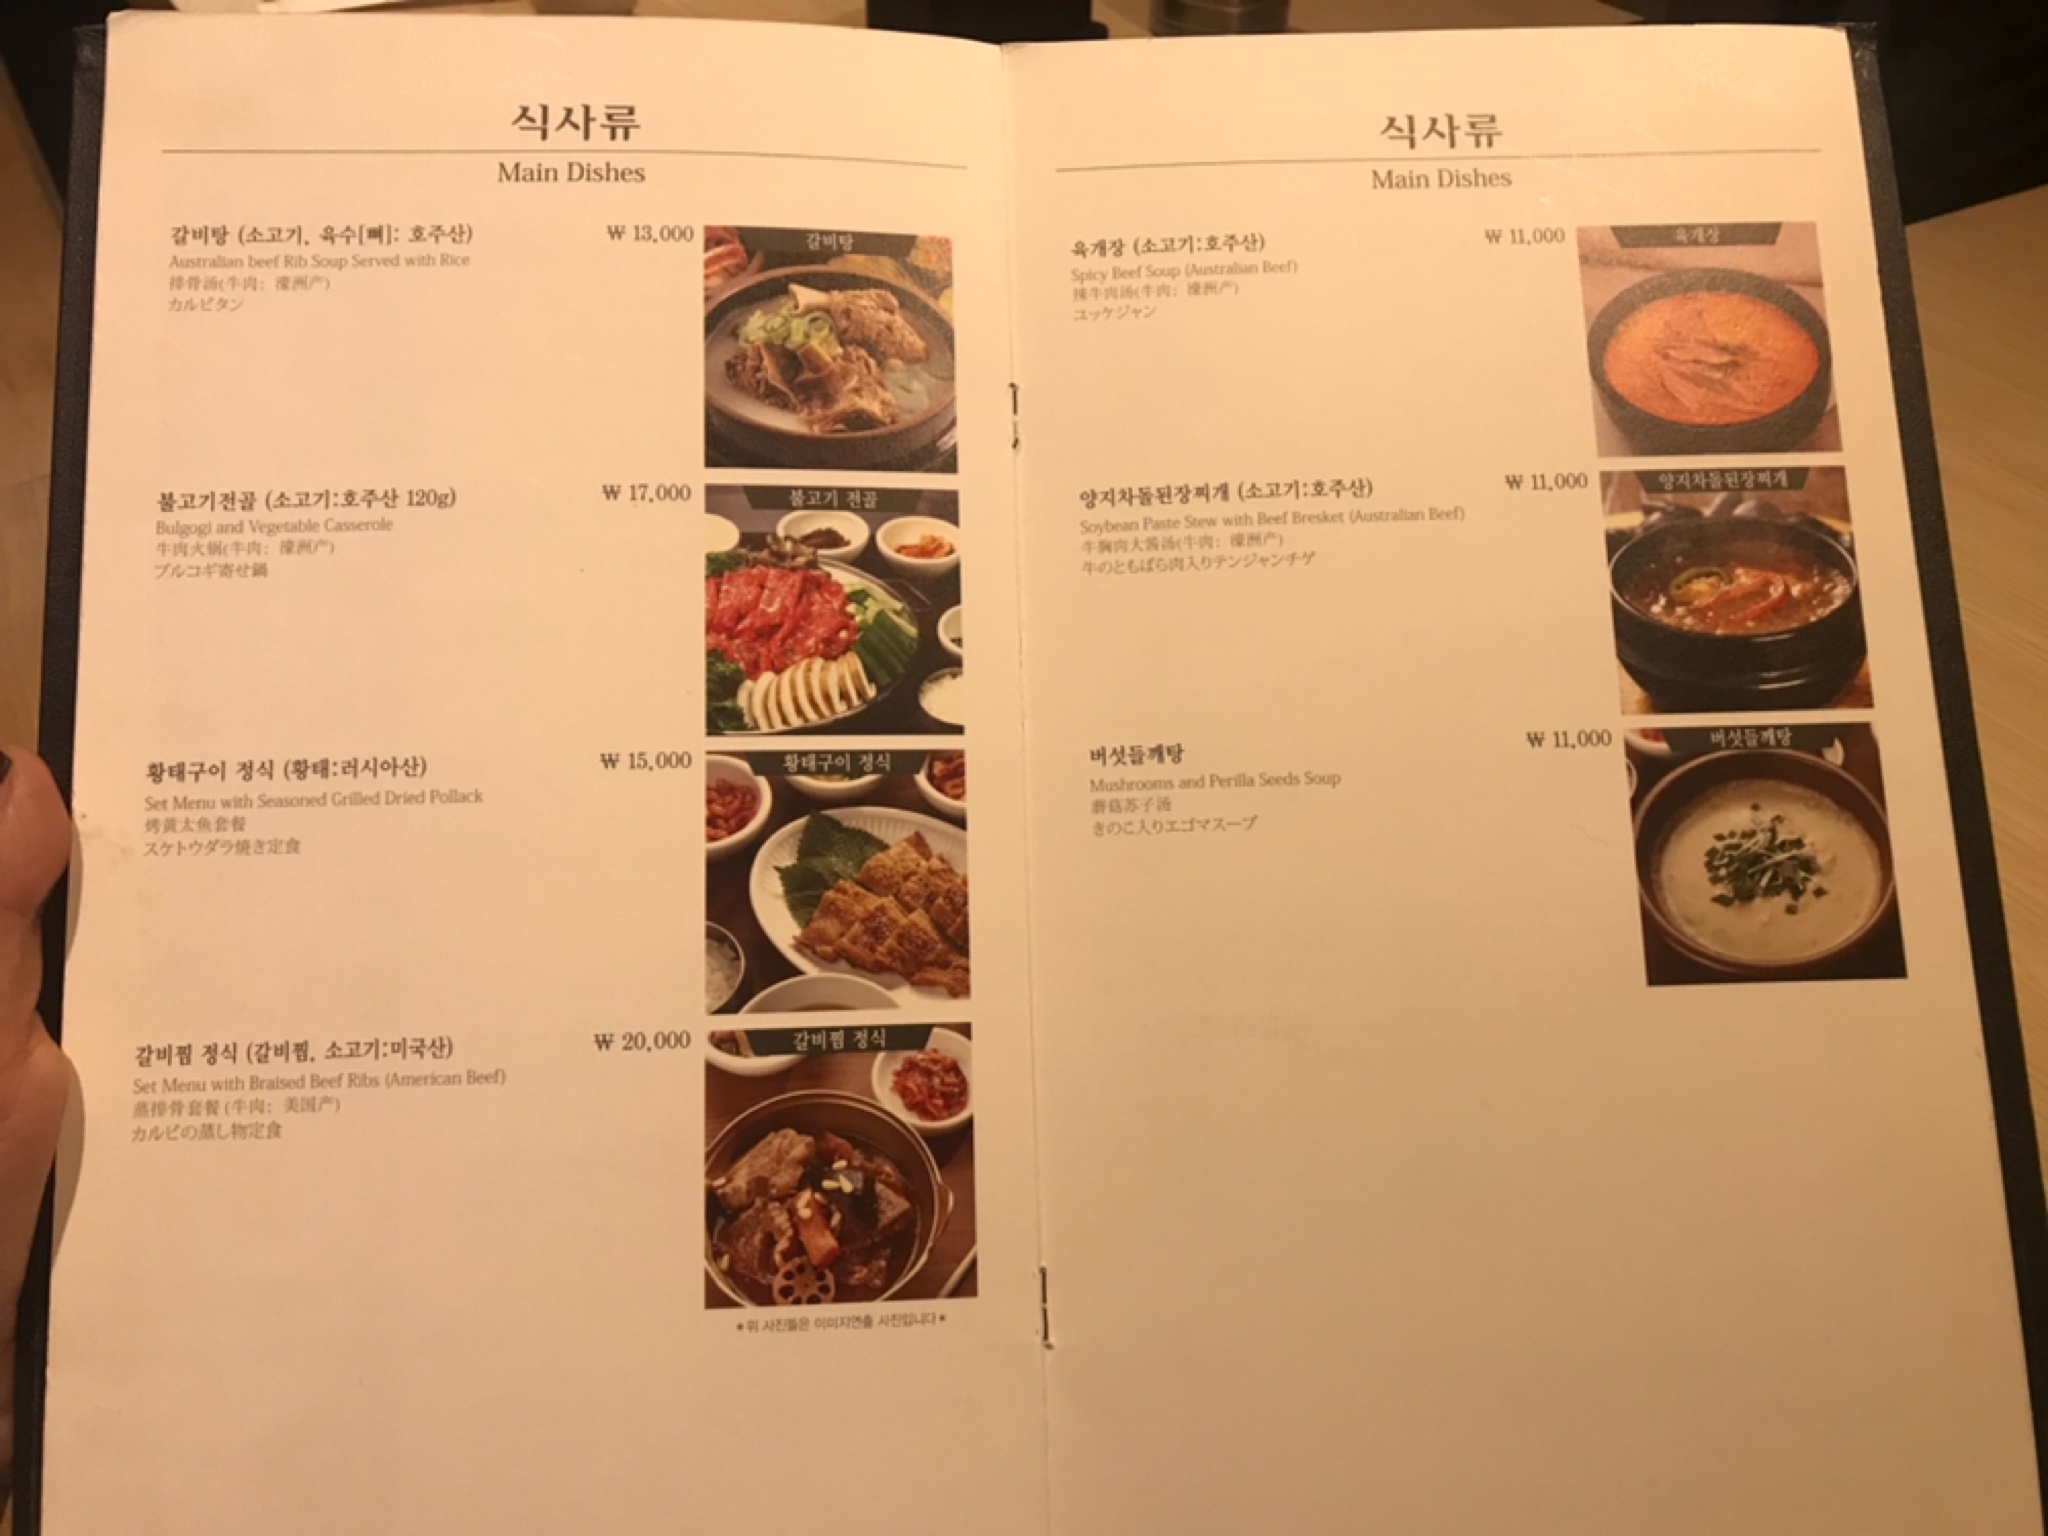 식사류
Main Dishes
갈비탕 (소고기, 육수[뼈]: 호주산)
₩ 13,000
Australian beef Rib Soup Served with Rice
排骨汤(牛肉: 濠洲产)
カルビタン
갈비탕
불고기전골 (소고기:호주산 120g)
₩ 17,000
Bulgogi and Vegetable Casserole
牛肉火锅(牛肉: 濠洲产)
プルコギ寄せ鍋
불고기 전골
황태구이 정식 (황태:러시아산)
₩ 15,000
Set Menu with Seasoned Grilled Dried Pollack
烤黄太鱼套餐
スケトウダラ焼き定食
황태구이 정식
갈비찜 정식 (갈비찜, 소고기:미국산)
₩ 20,000
Set Menu with Braised Beef Ribs (American Beef)
蒸排骨套餐 (牛肉: 美国产)
カルビの蒸し物定食
갈비찜 정식
*위 사진들은 이미지연출 사진입니다*
식사류
Main Dishes
육개장 (소고기:호주산)
₩ 11,000
Spicy Beef Soup (Australian Beef)
辣牛肉汤(牛肉: 濠洲产)
ユッケジャン
육개장
양지차돌된장찌개 (소고기:호주산)
₩ 11,000
Soybean Paste Stew with Beef Bresket (Australian Beef)
牛胸肉大酱汤(牛肉: 濠洲产)
牛のともばら肉入りテンジャンチゲ
양지차돌된장찌개
버섯들깨탕
₩ 11,000
Mushrooms and Perilla Seeds Soup
蘑菇苏子汤
きのこ入りエゴマスープ
버섯들깨탕